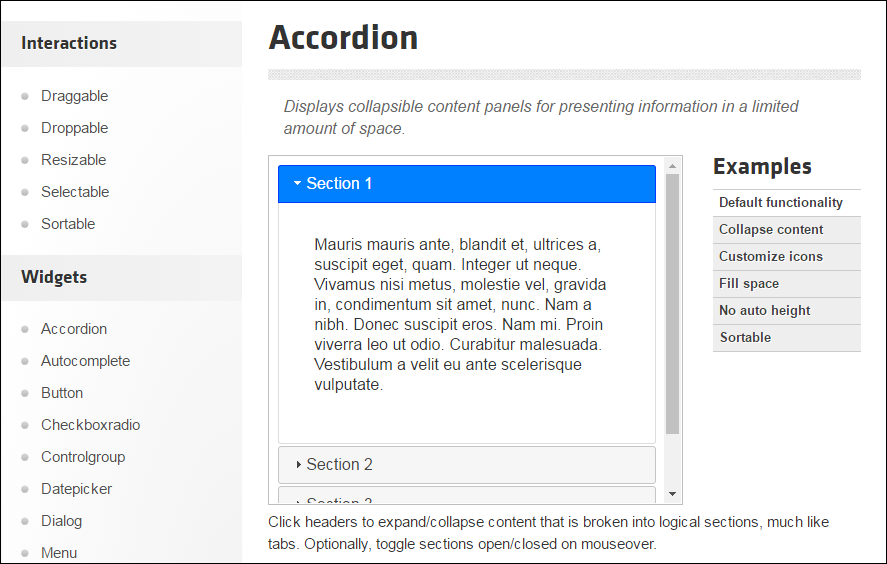 Interactions
Draggable
Droppable
Resizable
Selectable
Sortable
Widgets
Accordion
Autocomplete
Button
Checkboxradio
Controlgroup
Datepicker
Dialog
Menu
Accordion
Displays collapsible content panels for presenting information in a limited
amount of space.
Section 1
Mauris mauris ante, blandit et, ultrices a,
suscipit eget, quam. Integer ut neque.
Vivamus nisi metus, molestie vel, gravida
in, condimentum sit amet, nunc. Nam a
nibh. Donec suscipit eros. Nam mi. Proin
viverra leo ut odio. Curabitur malesuada.
Vestibulum a velit eu ante scelerisque
vulputate.
Section 2
Section 3
Click headers to expand/collapse content that is broken into logical sections, much like
tabs. Optionally, toggle sections open/closed on mouseover.
Examples
Default functionality
Collapse content
Customize icons
Fill space
No auto height
Sortable